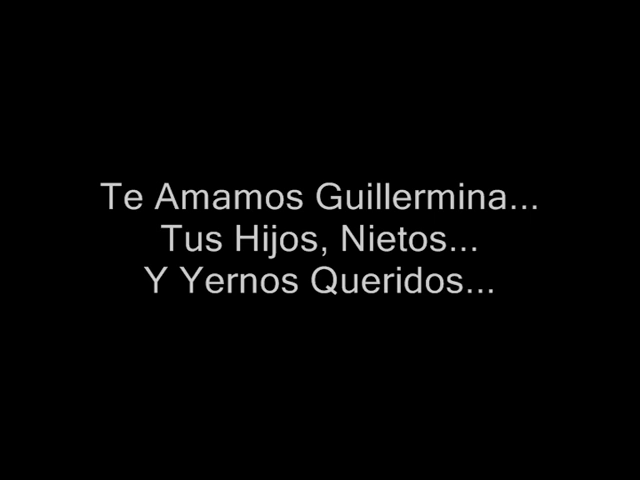 Te Amamos Guillermina...
Tus Hijos, Nietos...
Y Yernos Queridos...